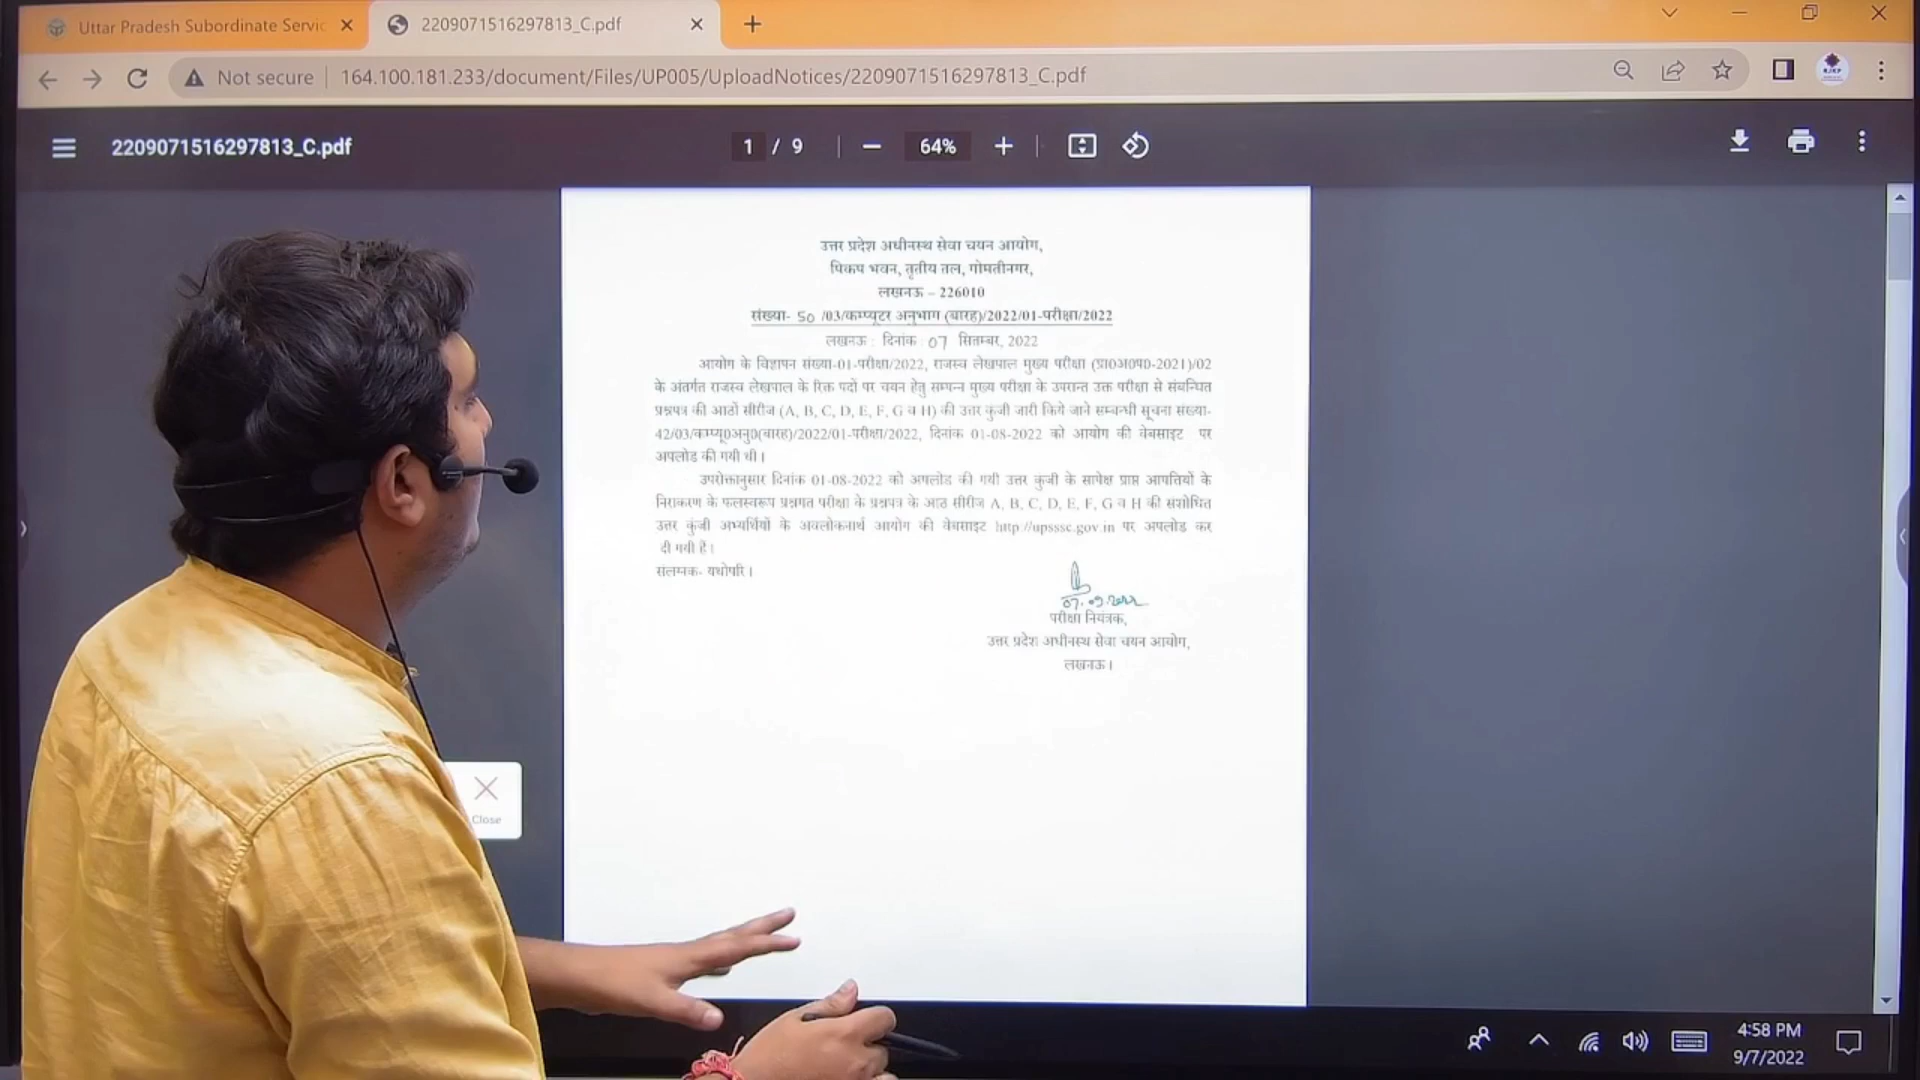 Uttar Pradesh Subordinate Servic
2209071516297813_C.pdf
Not secure
164.100.181.233/document/Files/UP005/UploadNotices/2209071516297813_C.pdf
2209071516297813_C.pdf
1 / 9
64%
उत्तर प्रदेश अधीनस्थ सेवा चयन आयोग,
पिकप भवन, तृतीय तल, गोमतीनगर,
लखनऊ – 226010
संख्या- 50 /03/कम्प्यूटर अनुभाग (बारह)/2022/01-परीक्षा/2022
लखनऊ : दिनांक : 07 सितम्बर, 2022
आयोग के विज्ञापन संख्या-01-परीक्षा/2022, राजस्व लेखपाल मुख्य परीक्षा (प्रा0अ0प0-2021)/02
के अंतर्गत राजस्व लेखपाल के रिक्त पदों पर चयन हेतु सम्पन्न मुख्य परीक्षा के उपरान्त उक्त परीक्षा से संबन्धित
प्रश्नपत्र की आठों सीरीज (A, B, C, D, E, F, G व H) की उत्तर कुंजी जारी किये जाने सम्बन्धी सूचना संख्या-
42/03/कम्प्यू0अनु0(बारह)/2022/01-परीक्षा/2022, दिनांक 01-08-2022 को आयोग की वेबसाइट पर
अपलोड की गयी थी।
उपरोक्तानुसार दिनांक 01-08-2022 को अपलोड की गयी उत्तर कुंजी के सापेक्ष प्राप्त आपत्तियों के
निराकरण के फलस्वरूप प्रश्नगत परीक्षा के प्रश्नपत्र के आठ सीरीज A, B, C, D, E, F, G व H की संशोधित
उत्तर कुंजी अभ्यर्थियों के अवलोकनार्थ आयोग की वेबसाइट http://upsssc.gov.in पर अपलोड कर
दी गयी है।
संलग्नक- यथोपरि।
07.09.2022
परीक्षा नियंत्रक,
उत्तर प्रदेश अधीनस्थ सेवा चयन आयोग,
लखनऊ।
Close
4:58 PM
9/7/2022